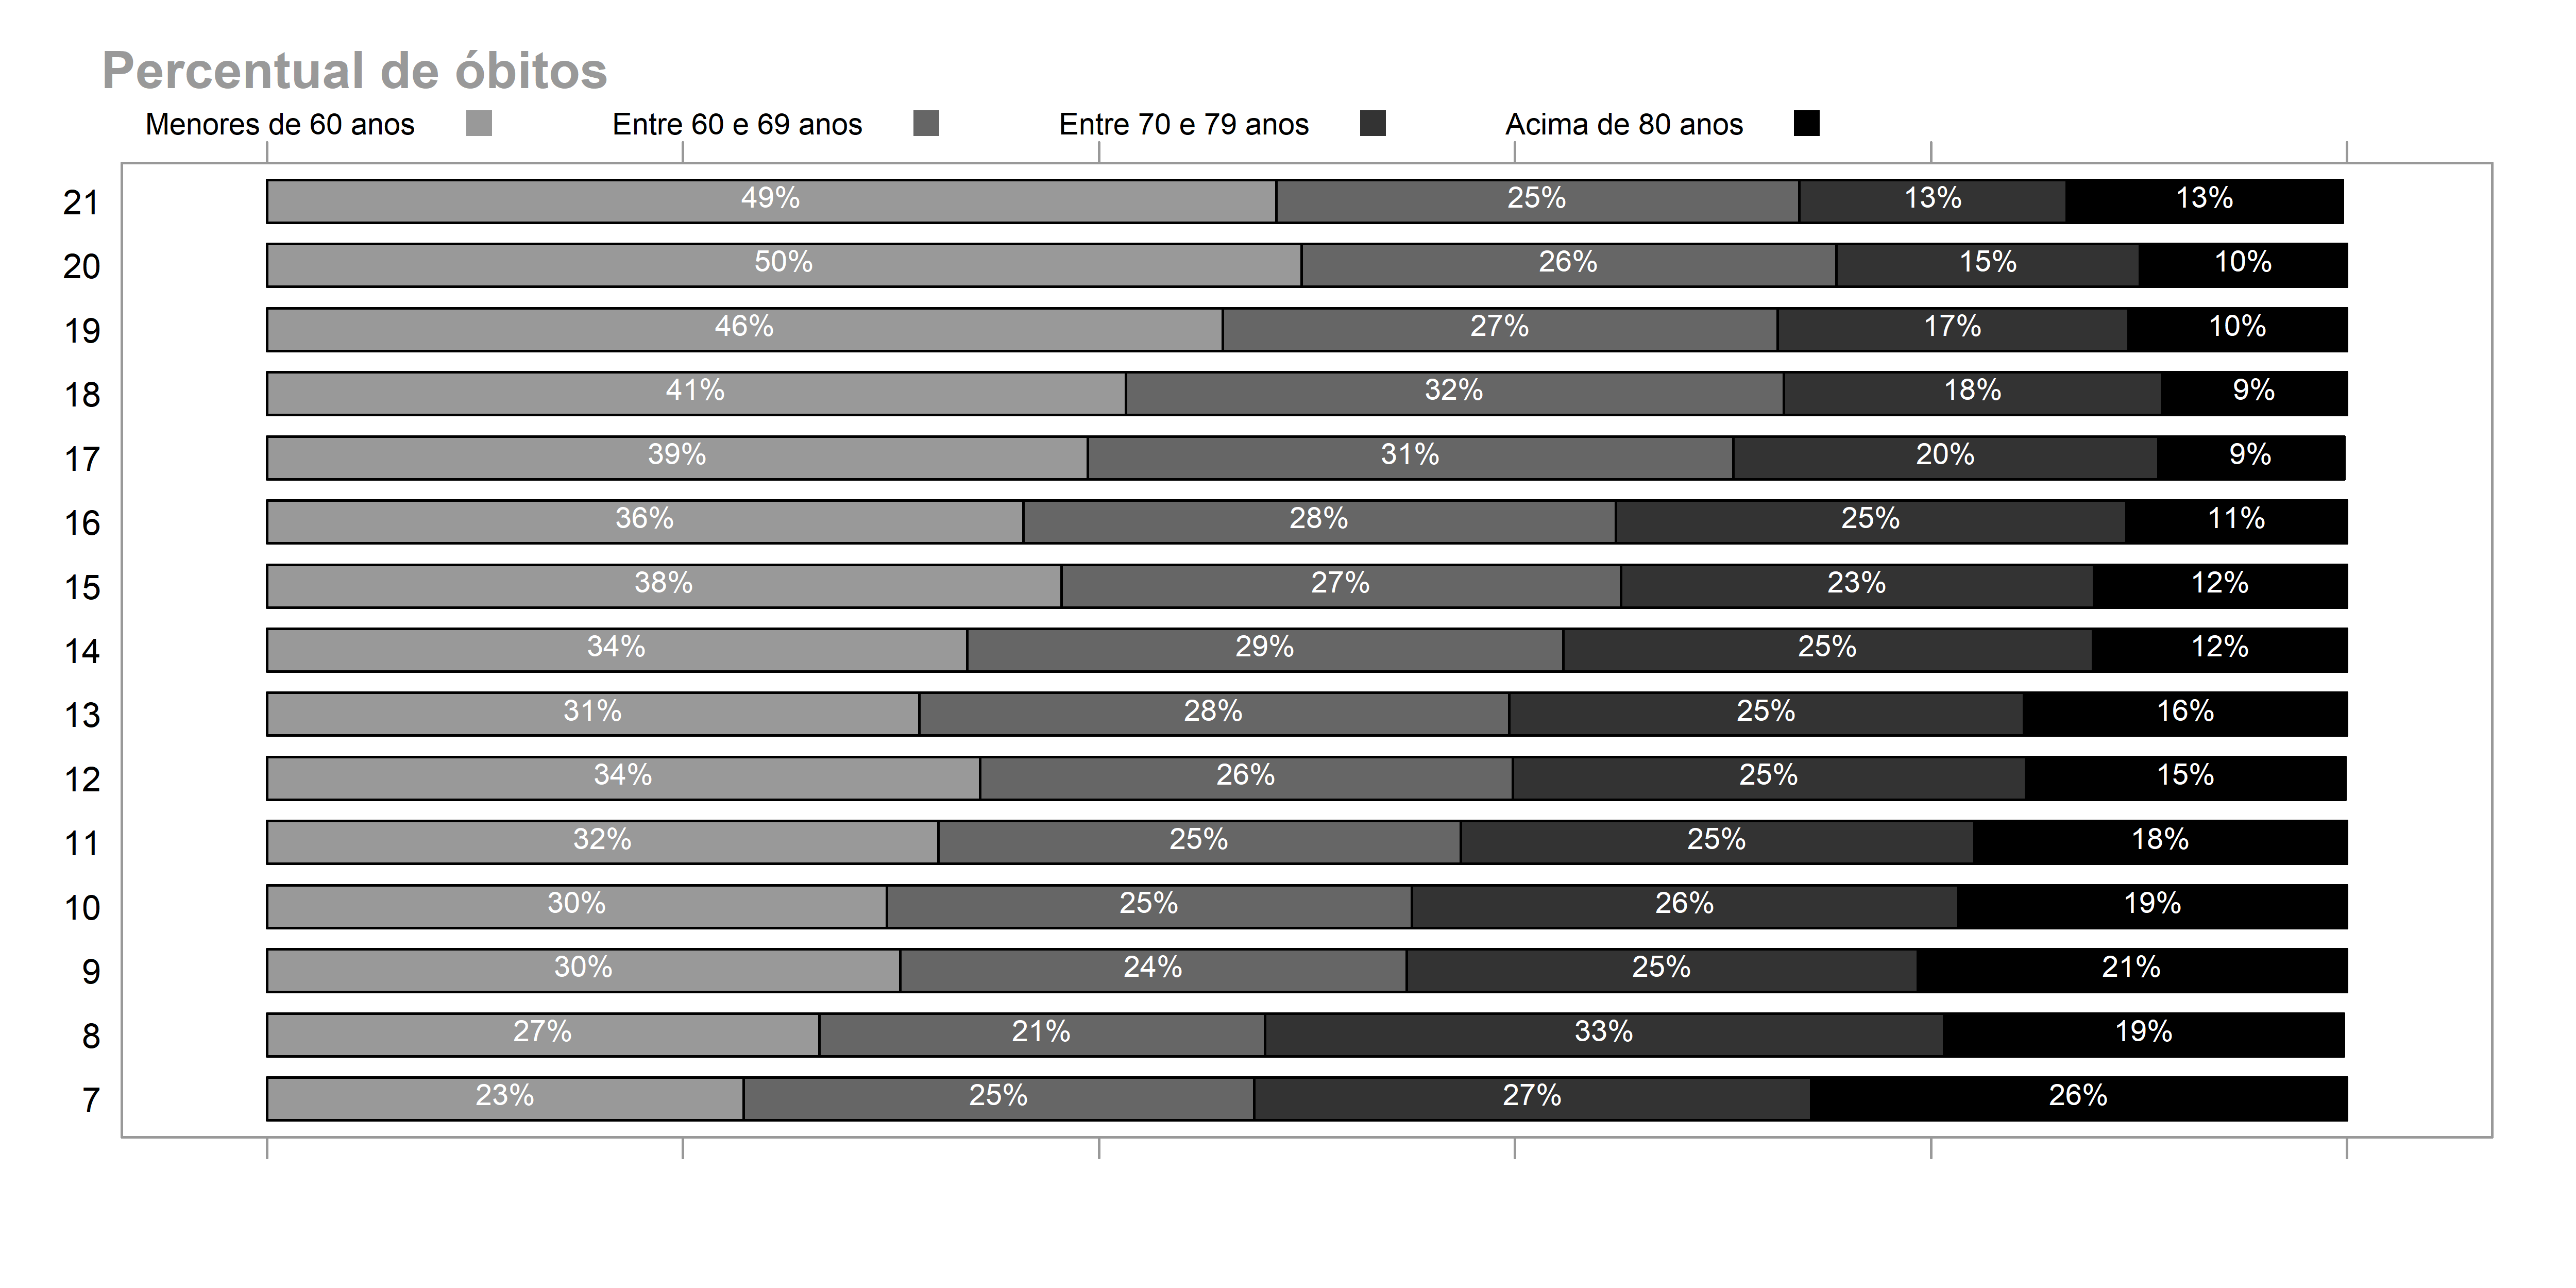 Percentual de óbitos
Menores de 60 anos Entre 60 e 69 anos Entre 70 e 79 anos Acima de 80 anos
21 49% 25% 13% 13%
20 50% 26% 15% 10%
19 46% 27% 17% 10%
18 41% 32% 18% 9%
17 39% 31% 20% 9%
16 36% 28% 25% 11%
15 38% 27% 23% 12%
14 34% 29% 25% 12%
13 31% 28% 25% 16%
12 34% 26% 25% 15%
11 32% 25% 25% 18%
10 30% 25% 26% 19%
9 30% 24% 25% 21%
8 27% 21% 33% 19%
7 23% 25% 27% 26%